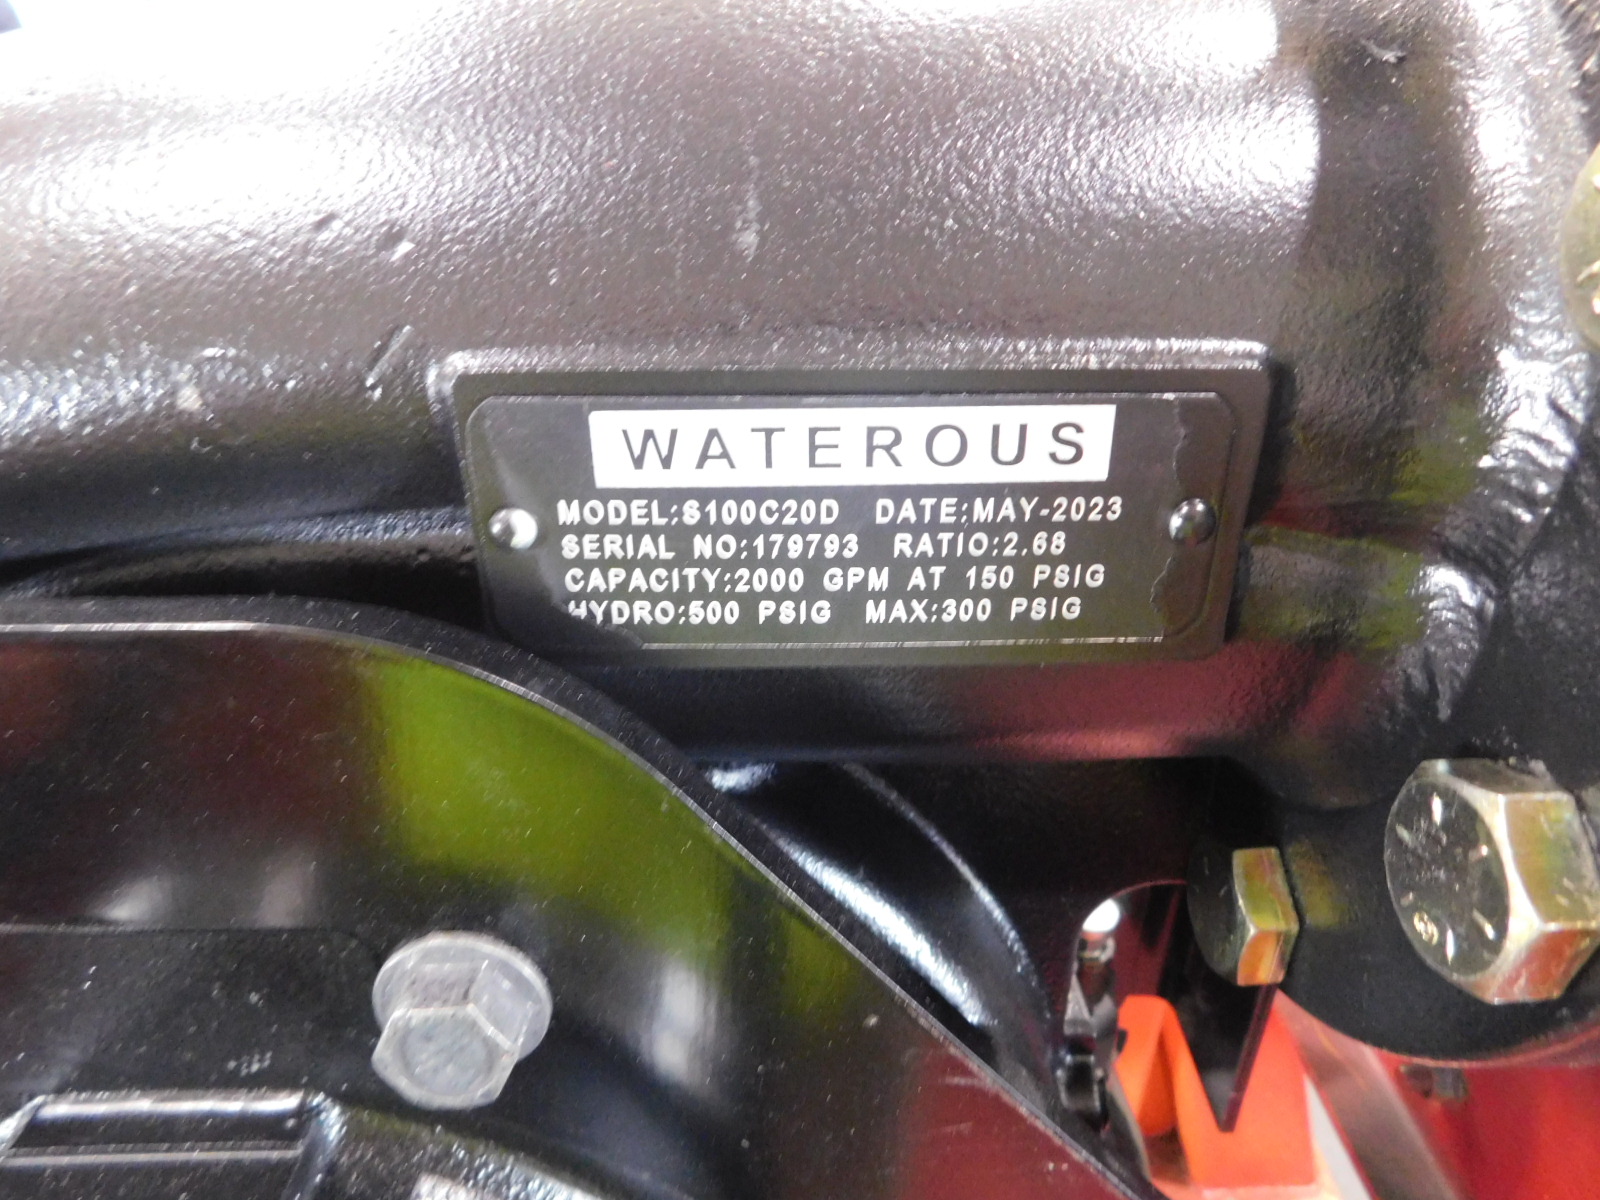 WATEROUS
MODEL:S100C20D DATE:MAY-2023
SERIAL NO:179793 RATIO:2.68
CAPACITY:2000 GPM AT 150 PSIG
HYDRO:500 PSIG MAX:300 PSIG